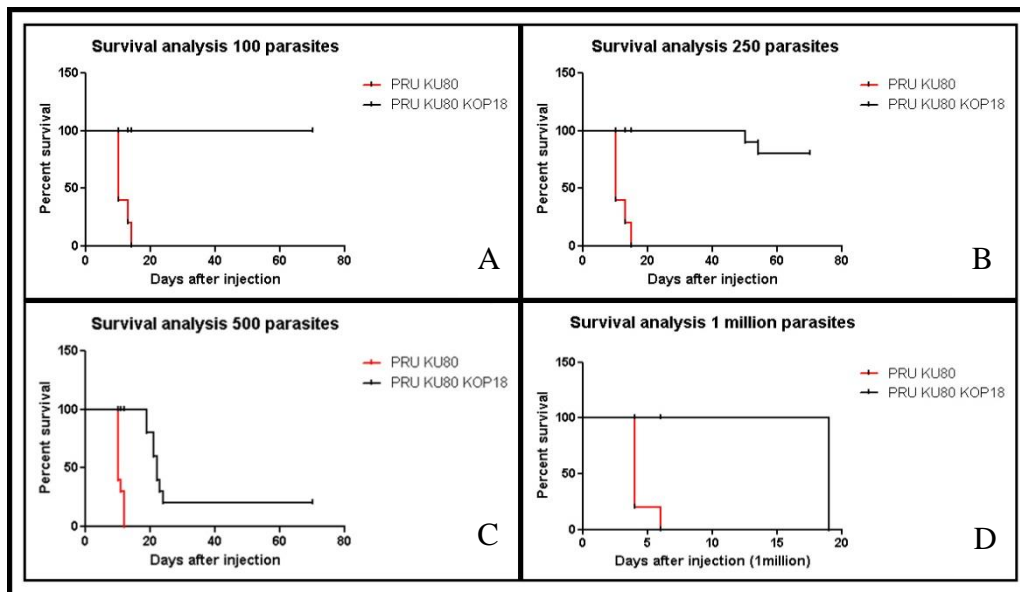 Survival analysis 100 parasites
PRU KU80
PRU KU80 KOP18
150
100
50
0
Percent survival
0 20 40 60 80
Days after injection
A
Survival analysis 250 parasites
PRU KU80
PRU KU80 KOP18
150
100
50
0
Percent survival
0 20 40 60 80
Days after injection
B
Survival analysis 500 parasites
PRU KU80
PRU KU80 KOP18
150
100
50
0
Percent survival
0 20 40 60 80
Days after injection
C
Survival analysis 1 million parasites
PRU KU80
PRU KU80 KOP18
150
100
50
0
Percent survival
0 5 10 15 20
Days after injection (1million)
D